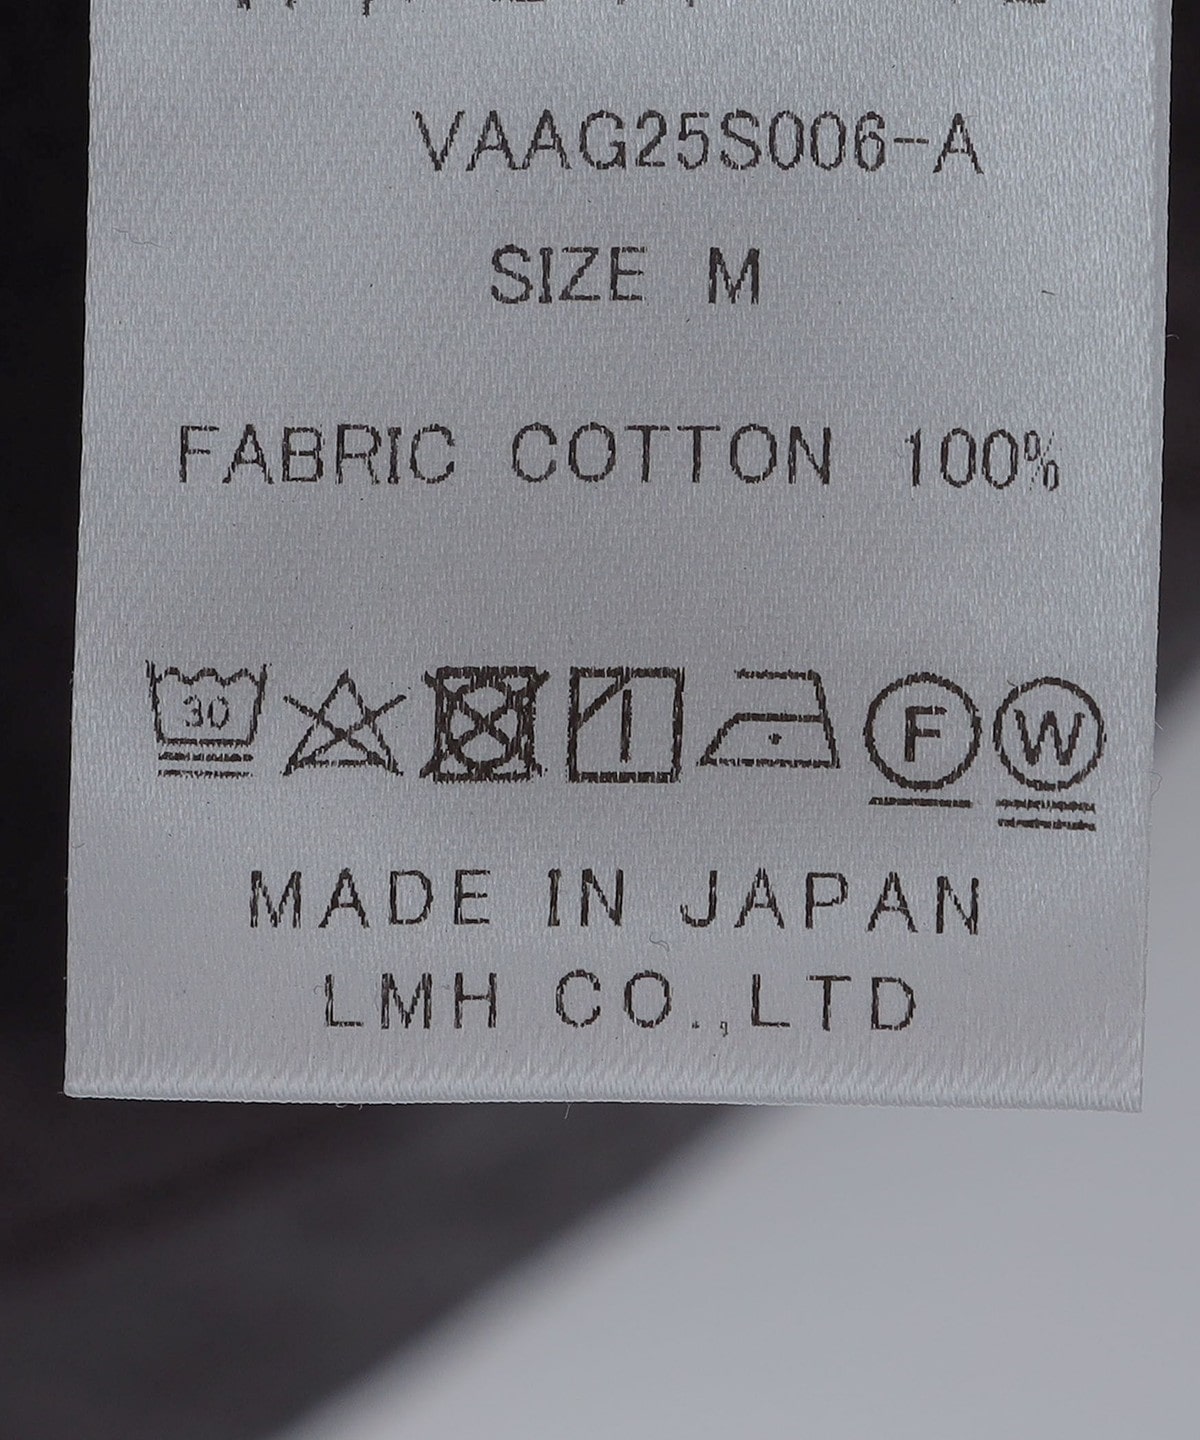 VAAG25S006-A
SIZE M
FABRIC COTTON 100%
30 F W
MADE IN JAPAN
LMH CO.,LTD